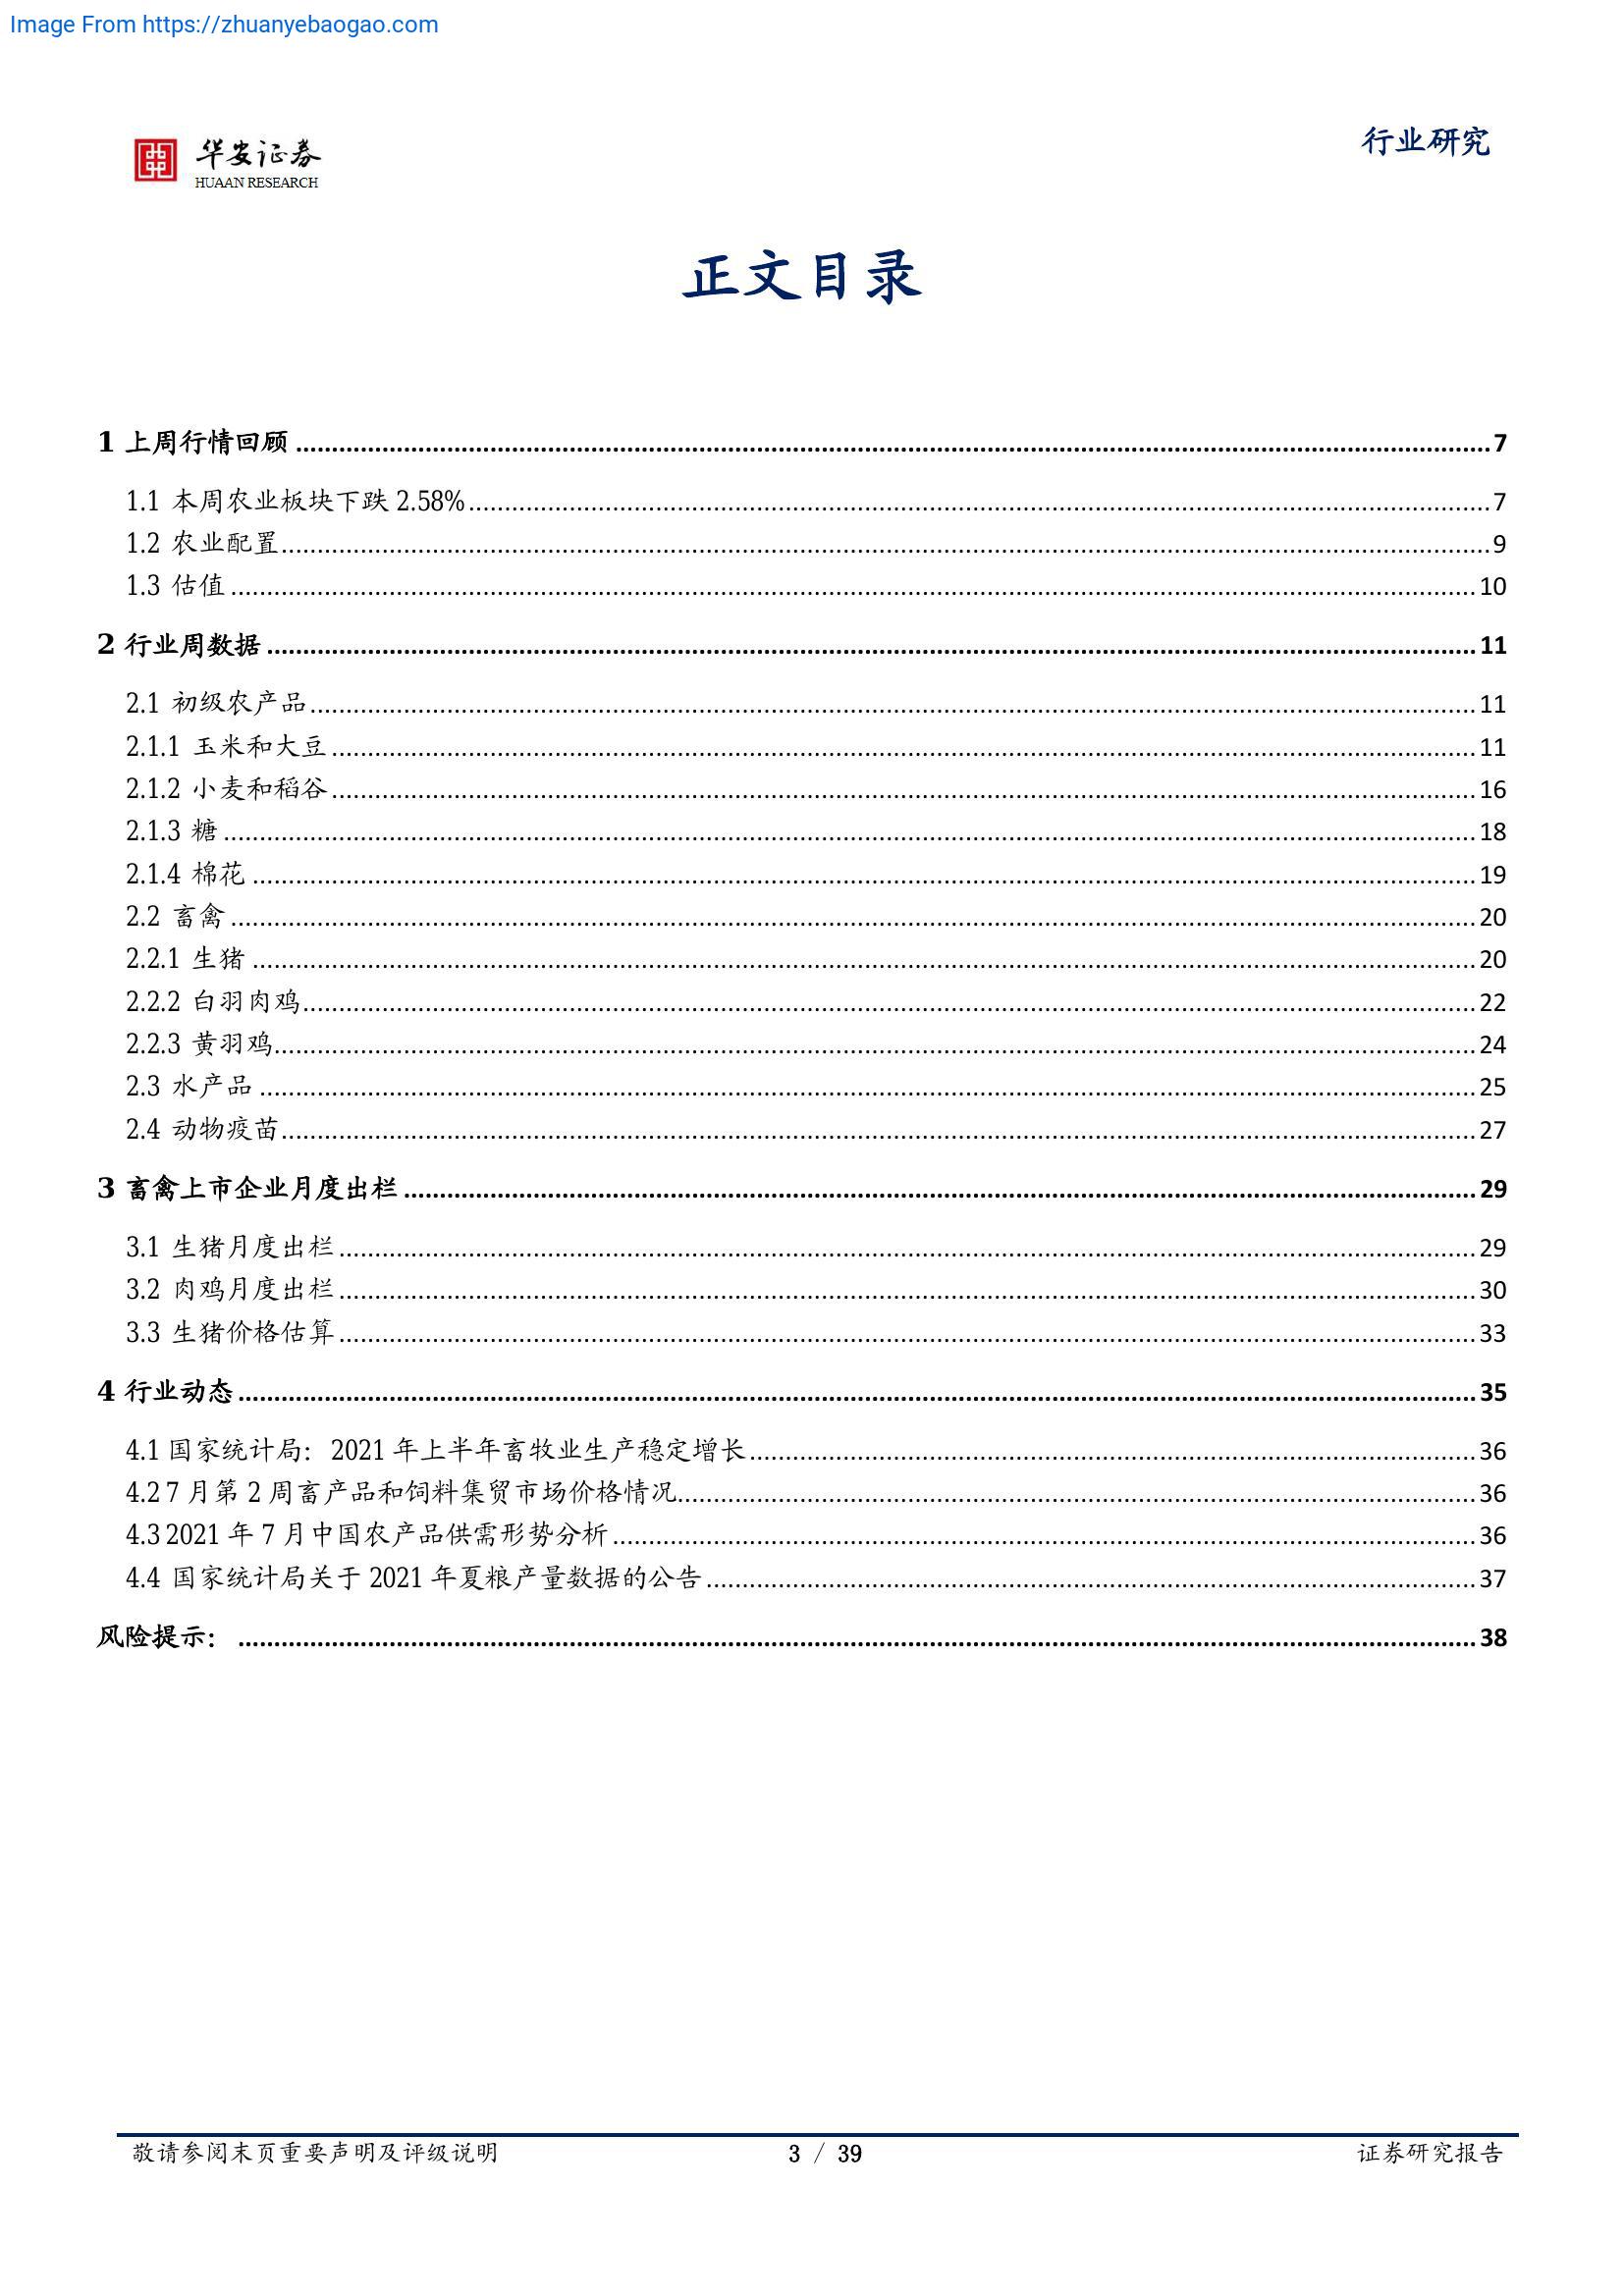 Image From https://zhuanyebaogao.com
华安证券
HUAAN RESEARCH
行业研究
正文目录
1 上周行情回顾 ........ 7
1.1 本周农业板块下跌 2.58% ........ 7
1.2 农业配置 ........ 9
1.3 估值 ........ 10
2 行业周数据 ........ 11
2.1 初级农产品 ........ 11
2.1.1 玉米和大豆 ........ 11
2.1.2 小麦和稻谷 ........ 16
2.1.3 糖 ........ 18
2.1.4 棉花 ........ 19
2.2 畜禽 ........ 20
2.2.1 生猪 ........ 20
2.2.2 白羽肉鸡 ........ 22
2.2.3 黄羽鸡 ........ 24
2.3 水产品 ........ 25
2.4 动物疫苗 ........ 27
3 畜禽上市企业月度出栏 ........ 29
3.1 生猪月度出栏 ........ 29
3.2 肉鸡月度出栏 ........ 30
3.3 生猪价格估算 ........ 33
4 行业动态 ........ 35
4.1 国家统计局： 2021 年上半年畜牧业生产稳定增长 ........ 36
4.2 7 月第 2 周畜产品和饲料集贸市场价格情况 ........ 36
4.3 2021 年 7 月中国农产品供需形势分析 ........ 36
4.4 国家统计局关于 2021 年夏粮产量数据的公告 ........ 37
风险提示： ........ 38
敬请参阅末页重要声明及评级说明 3 / 39 证券研究报告